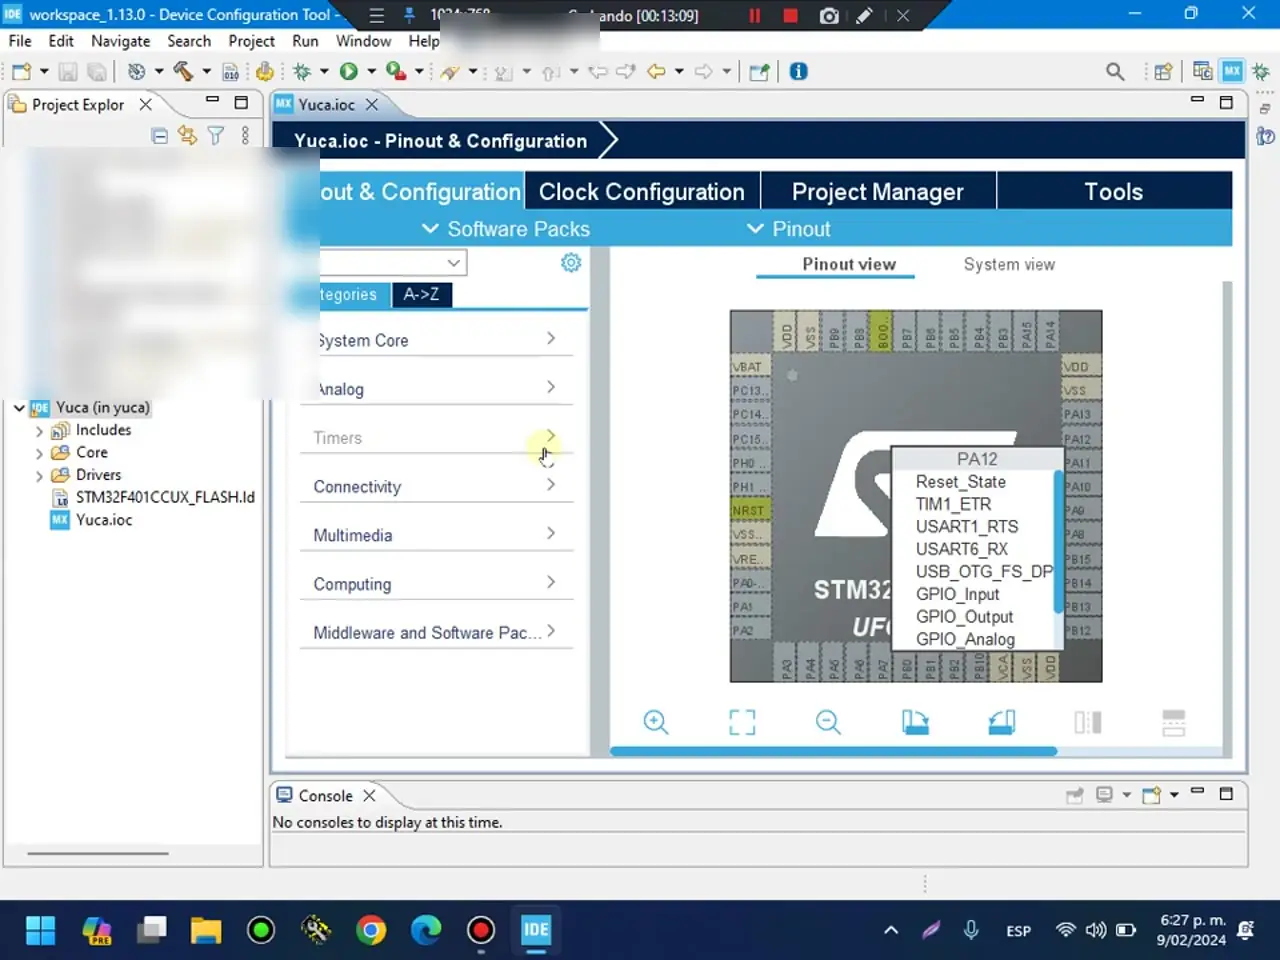 IDE workspace_1.13.0 - Device Configuration Tool -
[00:13:09]
File Edit Navigate Search Project Run Window Help
MX
Project Explor
MX Yuca.ioc
Yuca.ioc - Pinout & Configuration
out & Configuration Clock Configuration Project Manager Tools
Software Packs Pinout
Pinout view System view
tegories A->Z
System Core
Analog
Timers
Connectivity
Multimedia
Computing
Middleware and Software Pac...
Yuca (in yuca)
Includes
Core
Drivers
STM32F401CCUX_FLASH.ld
MX Yuca.ioc
VDD VSS PB9 PB8 BOO.. PB7 PB6 PB5 PB4 PB3 PA15 PA14
VBAT
PC13..
PC14..
PC15..
PH0 ..
PH1 ..
NRST
VSS..
VRE..
PA0-..
PA1
PA2
VDD
VSS
PA13
PA12
PA11
PA10
PA9
PA8
PB15
PB14
PB13
PB12
STM32
UFQ
PA12
Reset_State
TIM1_ETR
USART1_RTS
USART6_RX
USB_OTG_FS_DP
GPIO_Input
GPIO_Output
GPIO_Analog
PA3 PA4 PA5 PA6 PA7 PB0 PB1 PB2 PB10 VCA.. VSS VDD
Console
No consoles to display at this time.
PRE
IDE
ESP
6:27 p. m.
9/02/2024